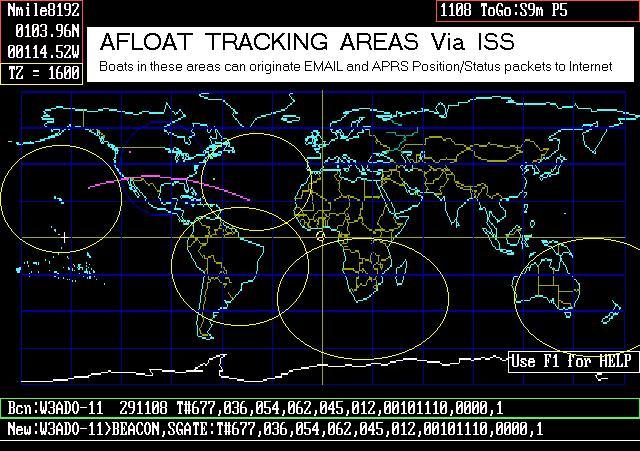 Nmile8192
0103.96N
00114.52W
TZ = 1600
1108 ToGo:S9m P5
AFLOAT TRACKING AREAS Via ISS
Boats in these areas can originate EMAIL and APRS Position/Status packets to Internet
Use F1 for HELP
Bcn:W3ADO-11 291108 T#677,036,054,062,045,012,00101110,0000,1
New:W3ADO-11>BEACON,SGATE:T#677,036,054,062,045,012,00101110,0000,1